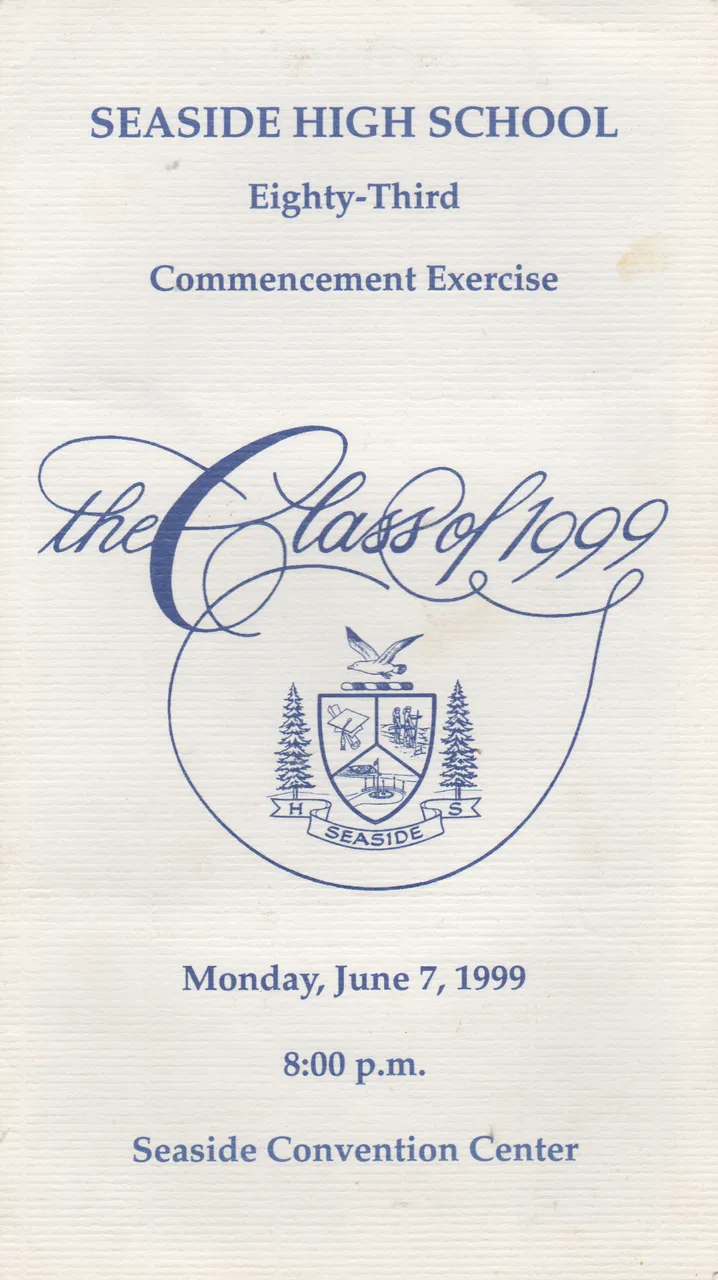 SEASIDE HIGH SCHOOL
Eighty-Third
Commencement Exercise
the Class of 1999
H S
SEASIDE
Monday, June 7, 1999
8:00 p.m.
Seaside Convention Center